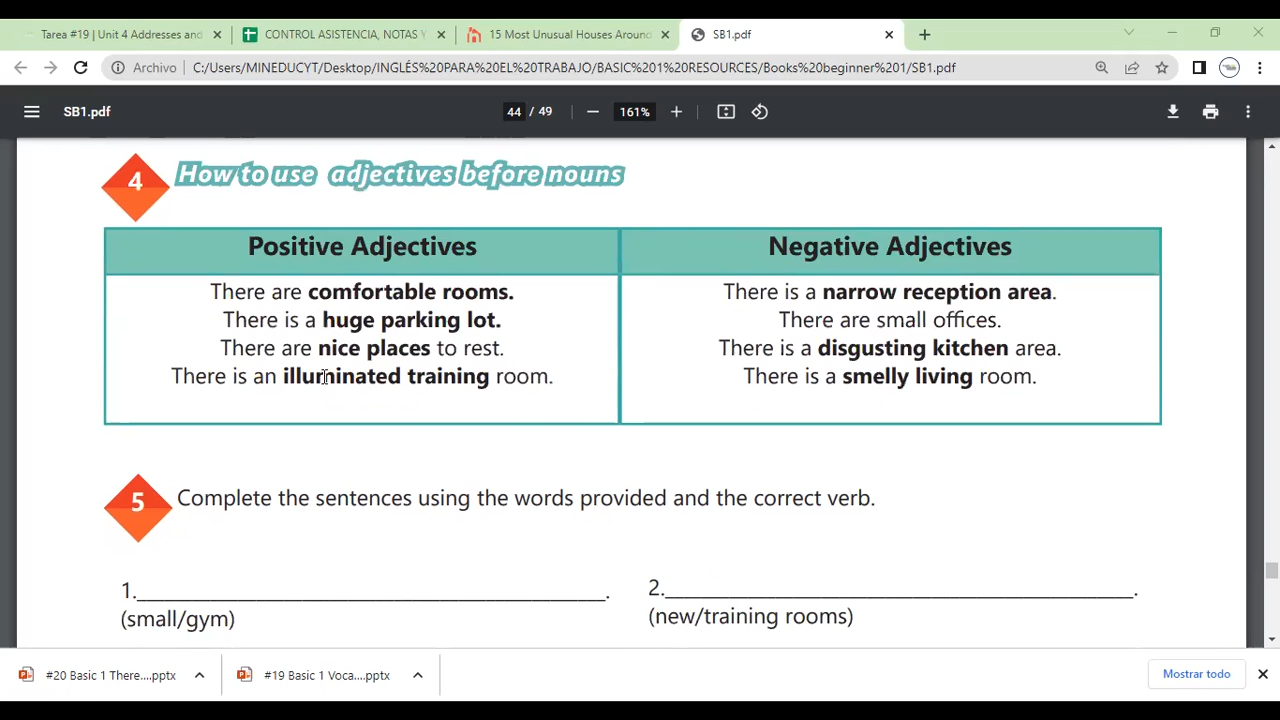 Tarea #19 | Unit 4 Addresses and
CONTROL ASISTENCIA, NOTAS Y
15 Most Unusual Houses Around
SB1.pdf
Archivo C:/Users/MINEDUCYT/Desktop/INGLÉS%20PARA%20EL%20TRABAJO/BASIC%201%20RESOURCES/Books%20beginner%201/SB1.pdf
SB1.pdf
44 / 49
161%
4
How to use adjectives before nouns
Positive Adjectives
There are comfortable rooms.
There is a huge parking lot.
There are nice places to rest.
There is an illuminated training room.
Negative Adjectives
There is a narrow reception area.
There are small offices.
There is a disgusting kitchen area.
There is a smelly living room.
5
Complete the sentences using the words provided and the correct verb.
1.________________________________________.
(small/gym)
2.________________________________________.
(new/training rooms)
#20 Basic 1 There....pptx
#19 Basic 1 Voca....pptx
Mostrar todo